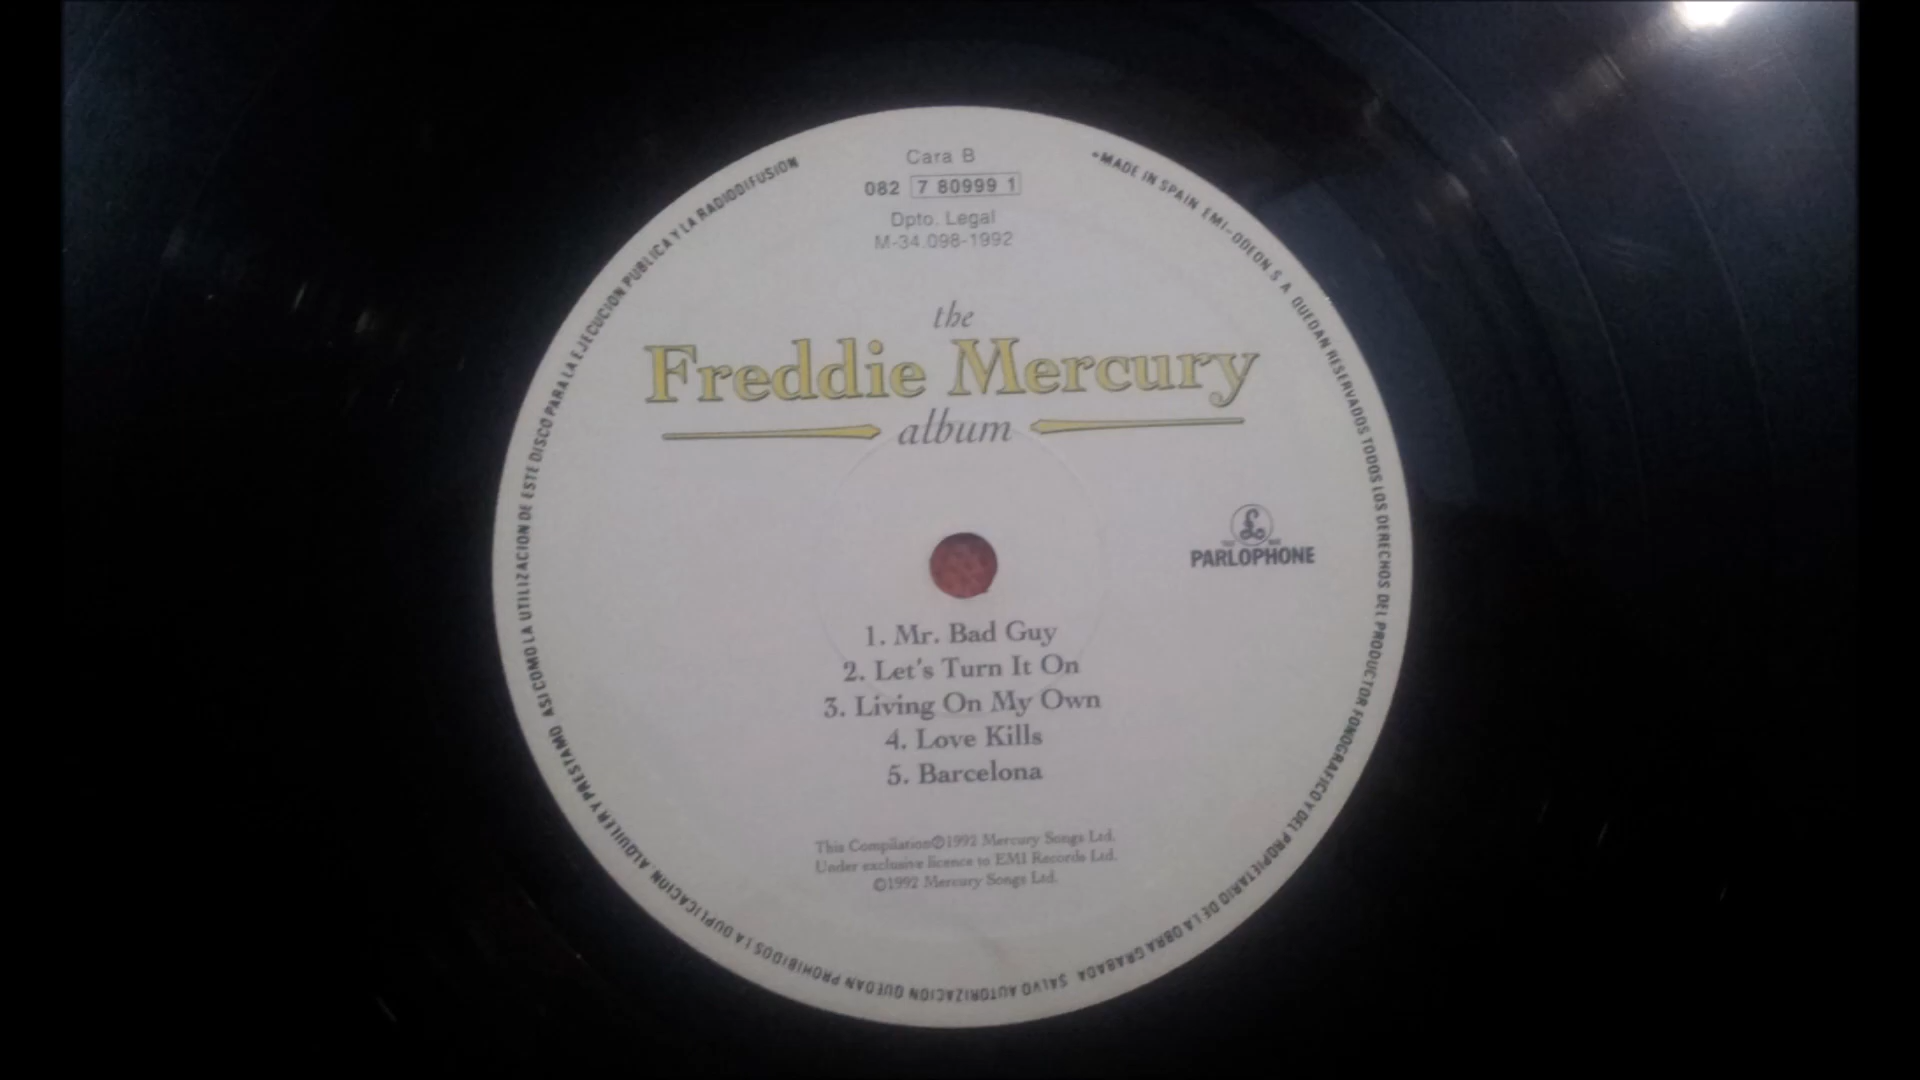 Cara B
082 7 80999 1
Dpto. Legal
M-34.098-1992
the
Freddie Mercury
album
PARLOPHONE
1. Mr. Bad Guy
2. Let's Turn It On
3. Living On My Own
4. Love Kills
5. Barcelona
This Compilation℗1992 Mercury Songs Ltd.
Under exclusive licence to EMI Records Ltd.
©1992 Mercury Songs Ltd.
MADE IN SPAIN EMI-ODEON S. A. QUEDAN RESERVADOS TODOS LOS DERECHOS DEL PRODUCTOR FONOGRAFICO Y DEL PROPIETARIO DE LA OBRA GRABADA SALVO AUTORIZACION QUEDAN PROHIBIDOS LA DUPLICACION, ALQUILER Y PRESTAMO ASI COMO LA UTILIZACION DE ESTE DISCO PARA LA EJECUCION PUBLICA Y LA RADIODIFUSION